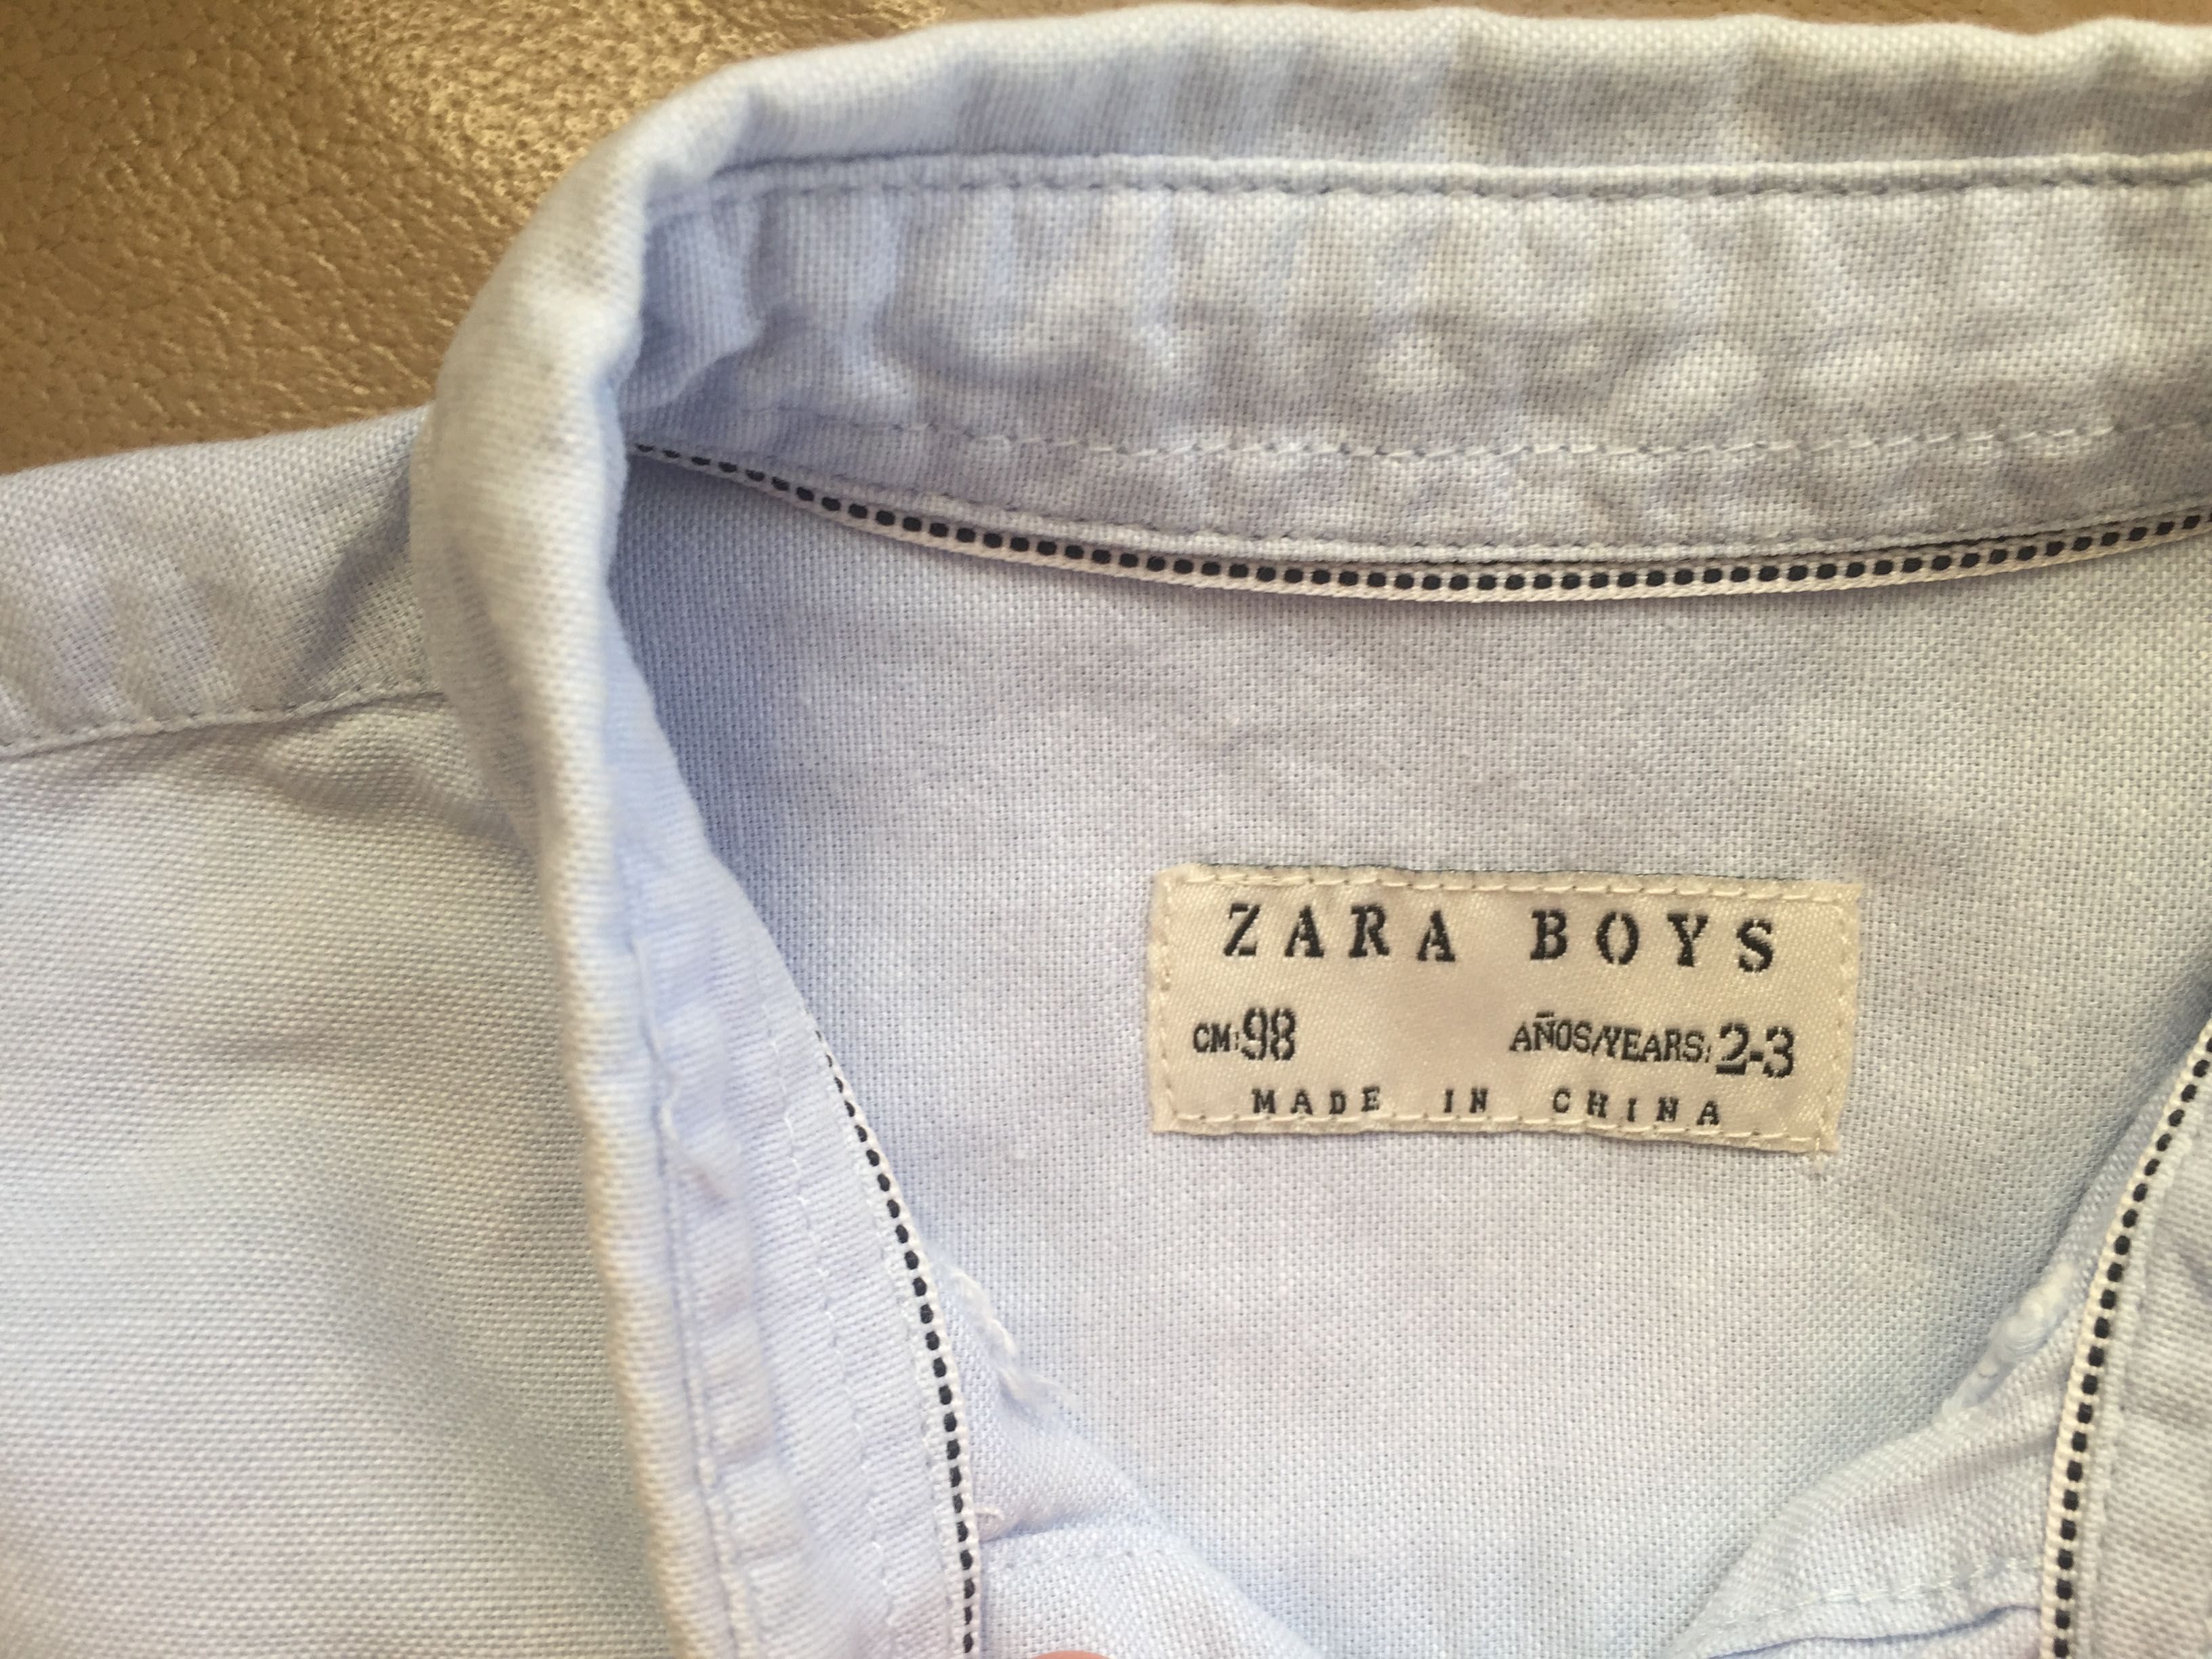 ZARA BOYS
CM:98 AÑOS/YEARS:2-3
MADE IN CHINA